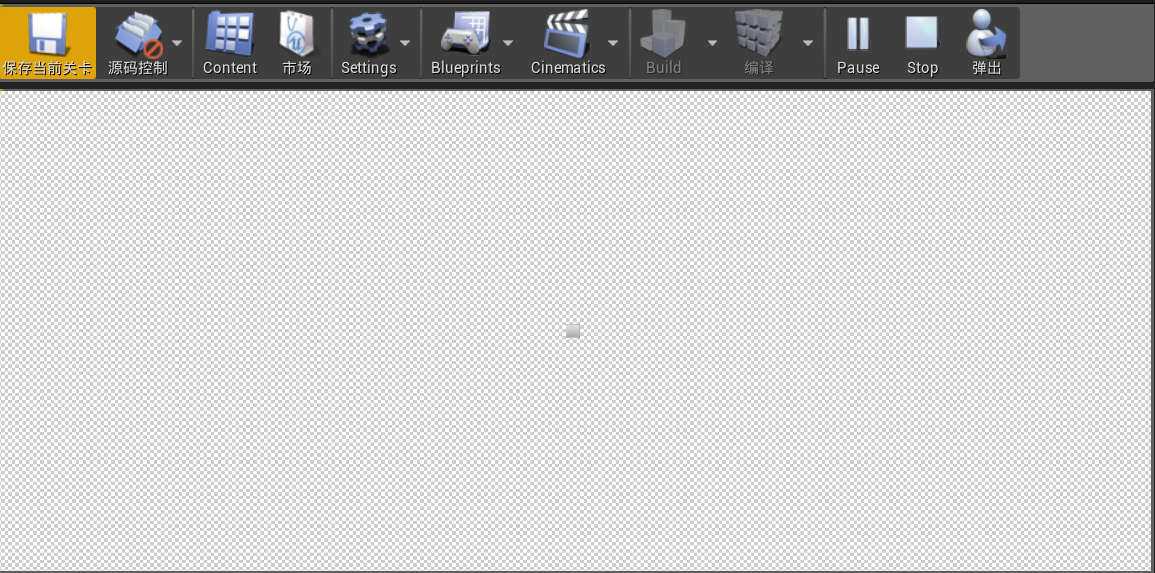 保存当前关卡
源码控制
Content
市场
Settings
Blueprints
Cinematics
Build
编译
Pause
Stop
弹出